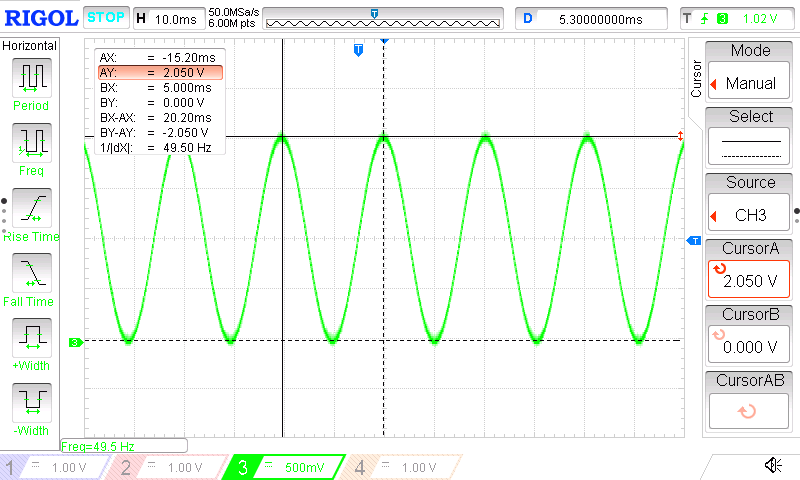 RIGOL STOP H 10.0ms 50.0MSa/s 6.00M pts T D 5.30000000ms T 1.02 V
Horizontal
Period
Freq
Rise Time
Fall Time
+Width
-Width
AX: = -15.20ms
AY: = 2.050 V
BX: = 5.000ms
BY: = 0.000 V
BX-AX: = 20.20ms
BY-AY: = -2.050 V
1/|dX|: = 49.50 Hz
T
T
3
Freq=49.5 Hz
Cursor
Mode
Manual
Select
Source
CH3
CursorA
2.050 V
CursorB
0.000 V
CursorAB
1 = 1.00 V 2 = 1.00 V 3 = 500mV 4 = 1.00 V